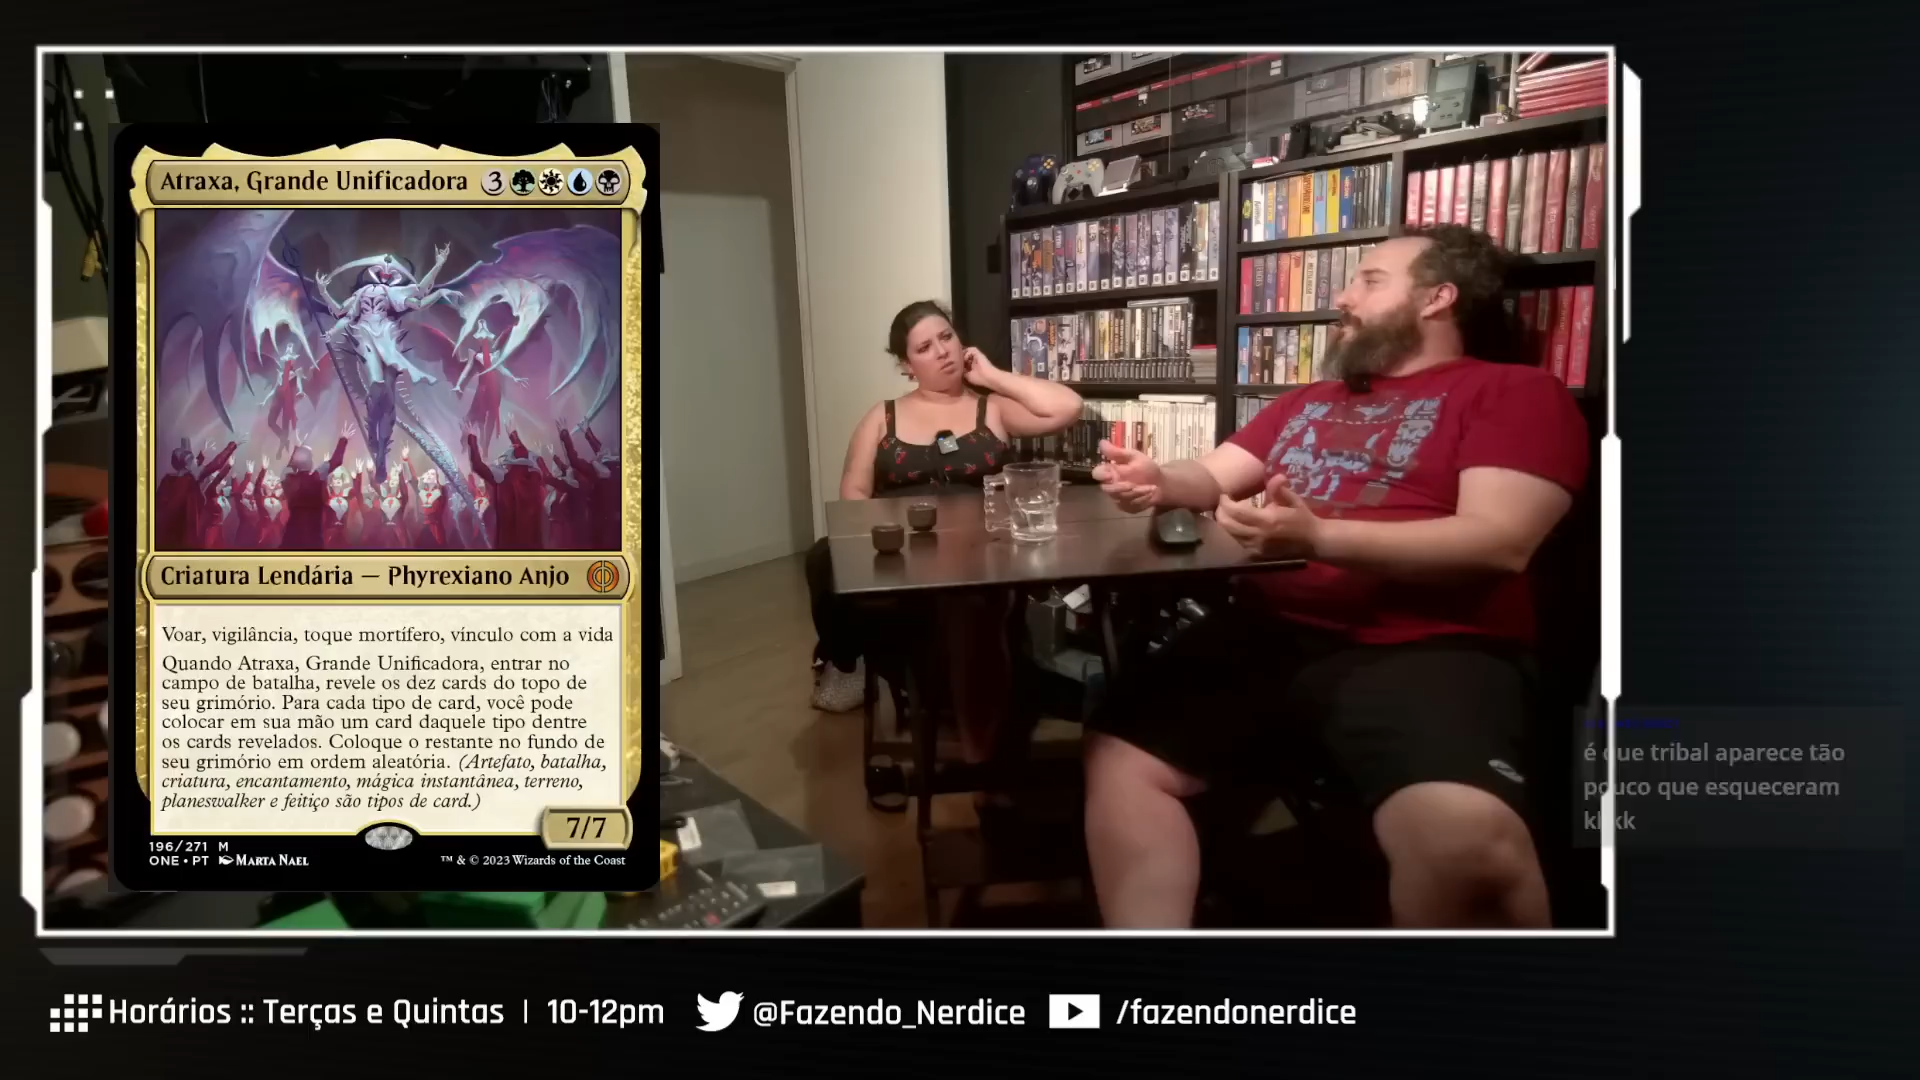 Atraxa, Grande Unificadora 3
Criatura Lendária — Phyrexiano Anjo
Voar, vigilância, toque mortífero, vínculo com a vida
Quando Atraxa, Grande Unificadora, entrar no
campo de batalha, revele os dez cards do topo de
seu grimório. Para cada tipo de card, você pode
colocar em sua mão um card daquele tipo dentre
os cards revelados. Coloque o restante no fundo de
seu grimório em ordem aleatória. (Artefato, batalha,
criatura, encantamento, mágica instantânea, terreno,
planeswalker e feitiço são tipos de card.)
7/7
196/271 M
ONE • PT Marta Nael
™ & © 2023 Wizards of the Coast
é que tribal aparece tão
pouco que esqueceram
Horários :: Terças e Quintas | 10-12pm @Fazendo_Nerdice /fazendonerdice